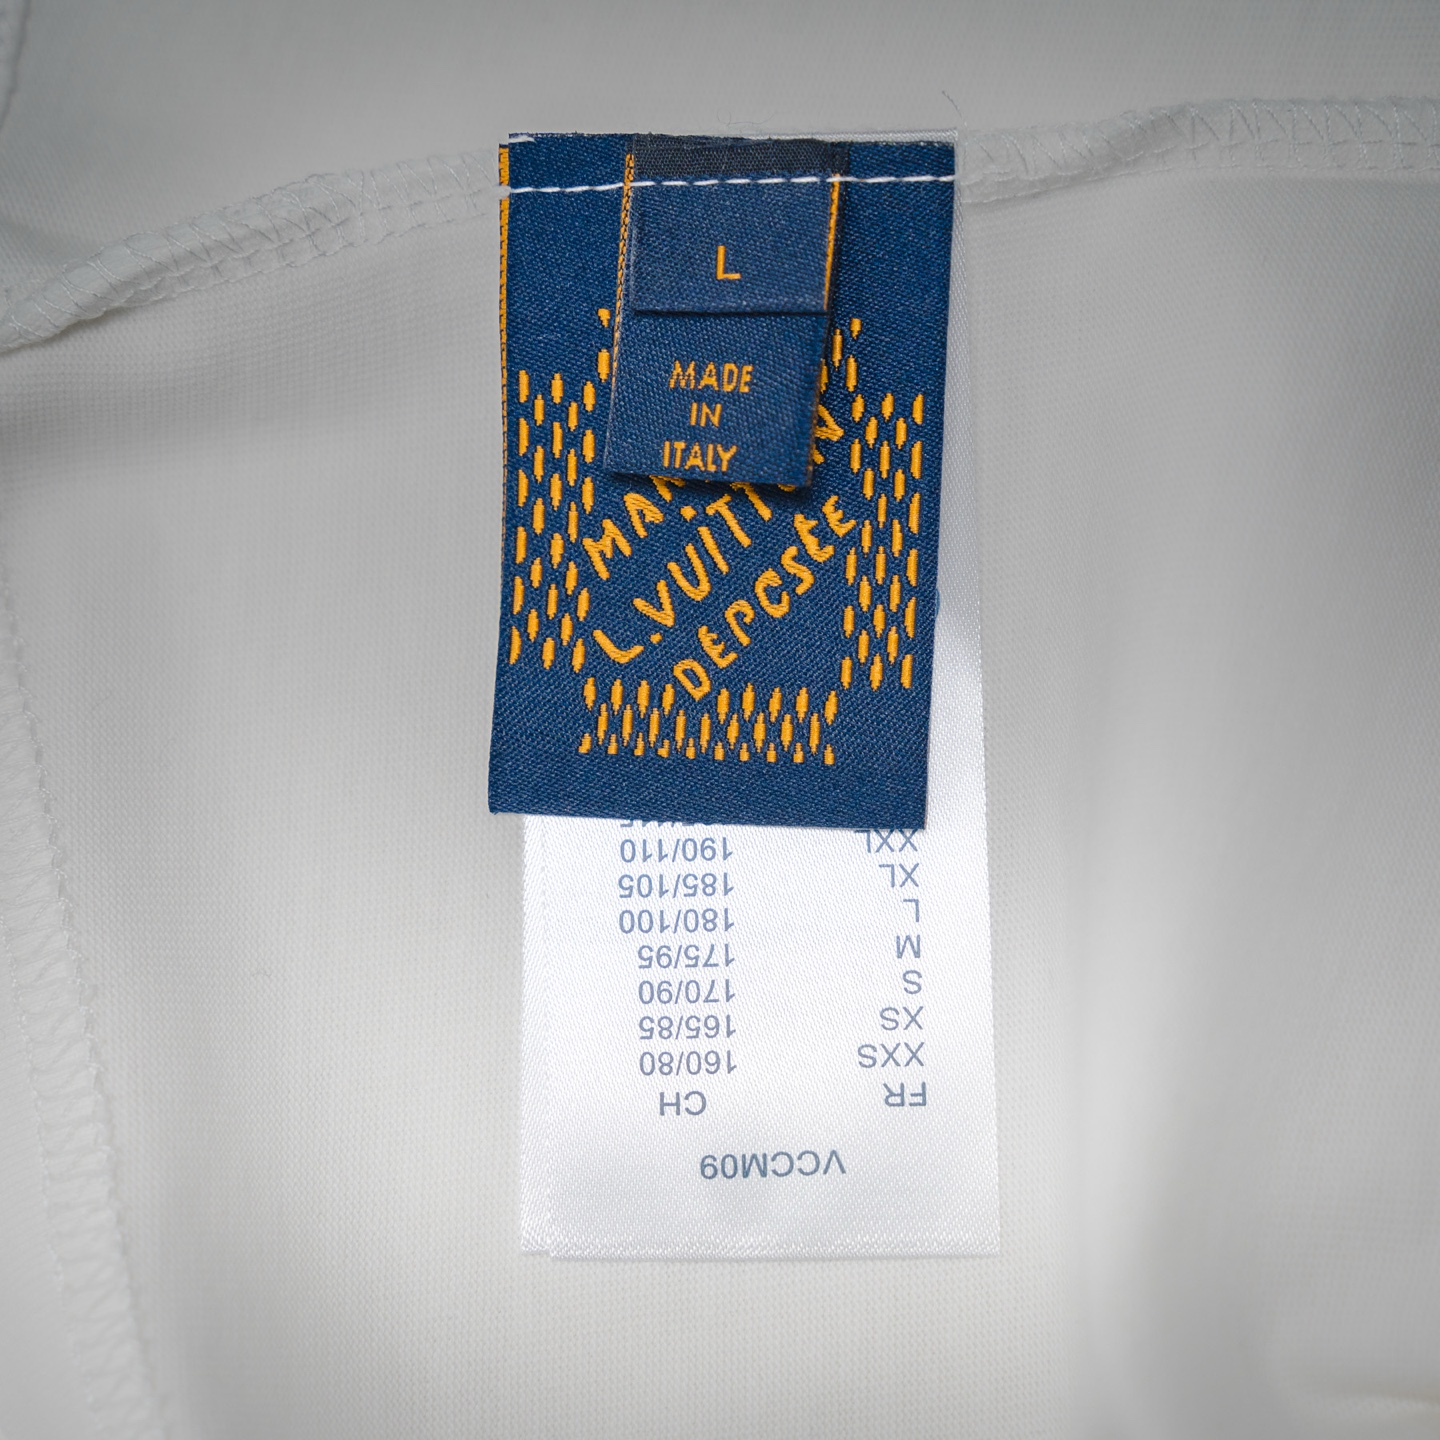 L
MADE
IN
ITALY
L.VUITTON
DEPCSÉE
VCCM09
FR CH
XXS 160/80
XS 165/85
S 170/90
M 175/95
L 180/100
XL 185/105
XXL 190/110